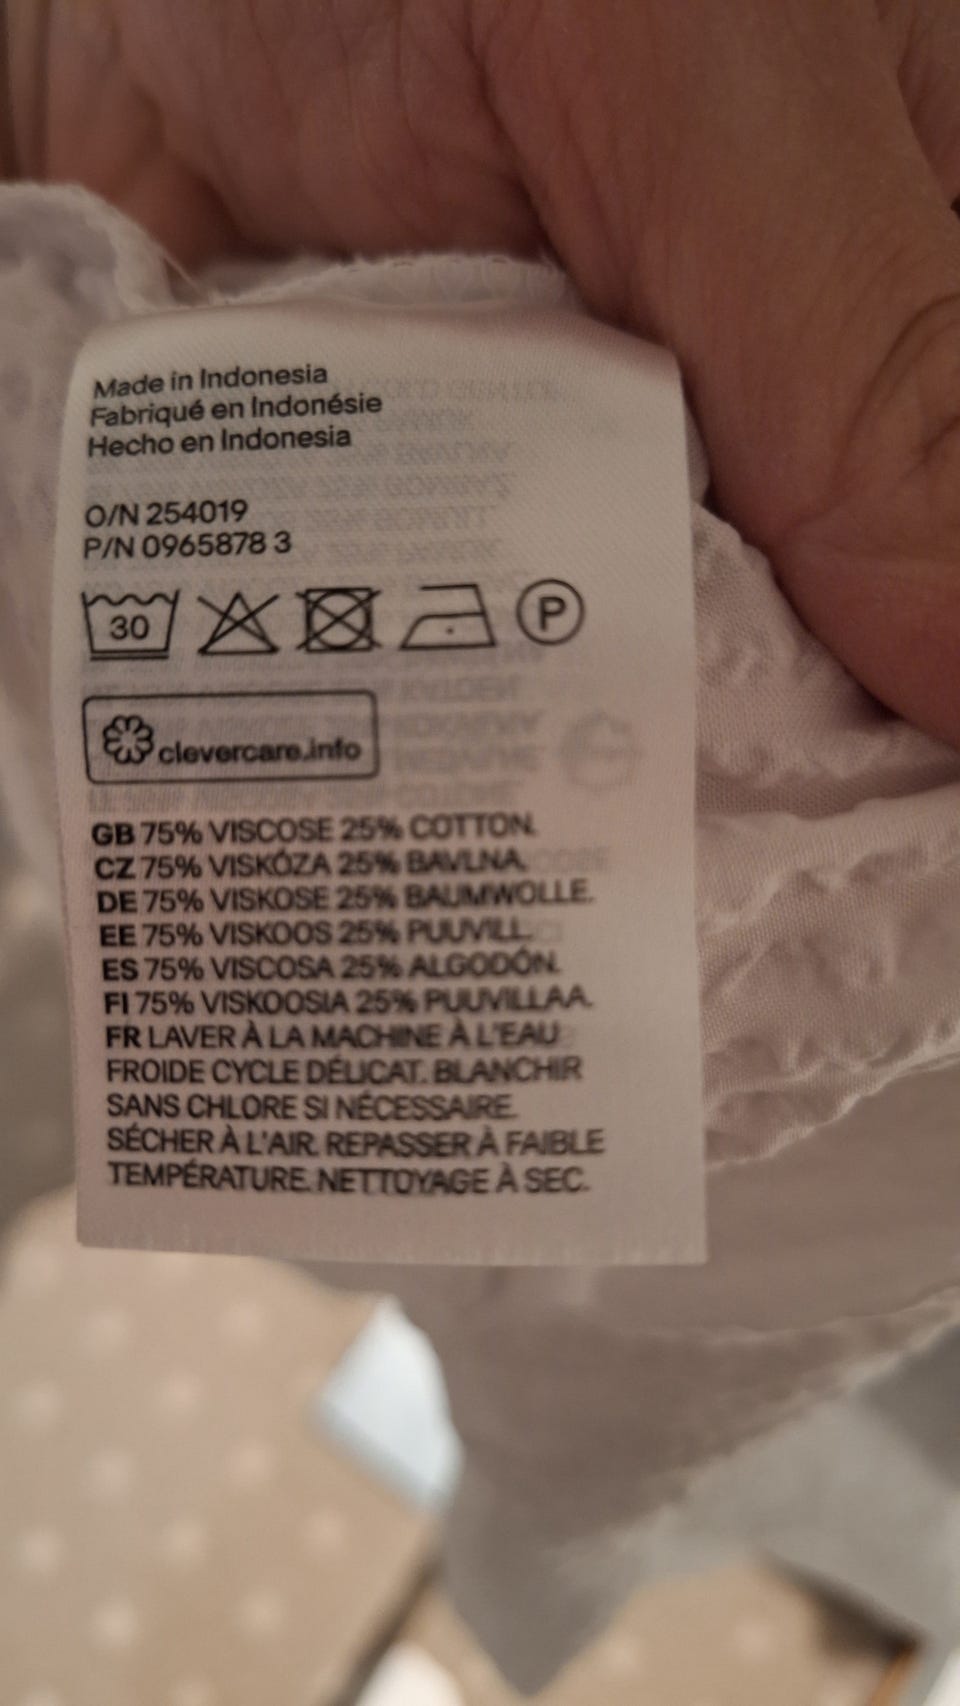 Made in Indonesia
Fabriqué en Indonésie
Hecho en Indonesia
O/N 254019
P/N 0965878 3
30 P
clevercare.info
GB 75% VISCOSE 25% COTTON.
CZ 75% VISKÓZA 25% BAVLNA.
DE 75% VISKOSE 25% BAUMWOLLE.
EE 75% VISKOOS 25% PUUVILL.
ES 75% VISCOSA 25% ALGODÓN.
FI 75% VISKOOSIA 25% PUUVILLAA.
FR LAVER À LA MACHINE À L'EAU
FROIDE CYCLE DÉLICAT. BLANCHIR
SANS CHLORE SI NÉCESSAIRE.
SÉCHER À L'AIR. REPASSER À FAIBLE
TEMPÉRATURE. NETTOYAGE À SEC.